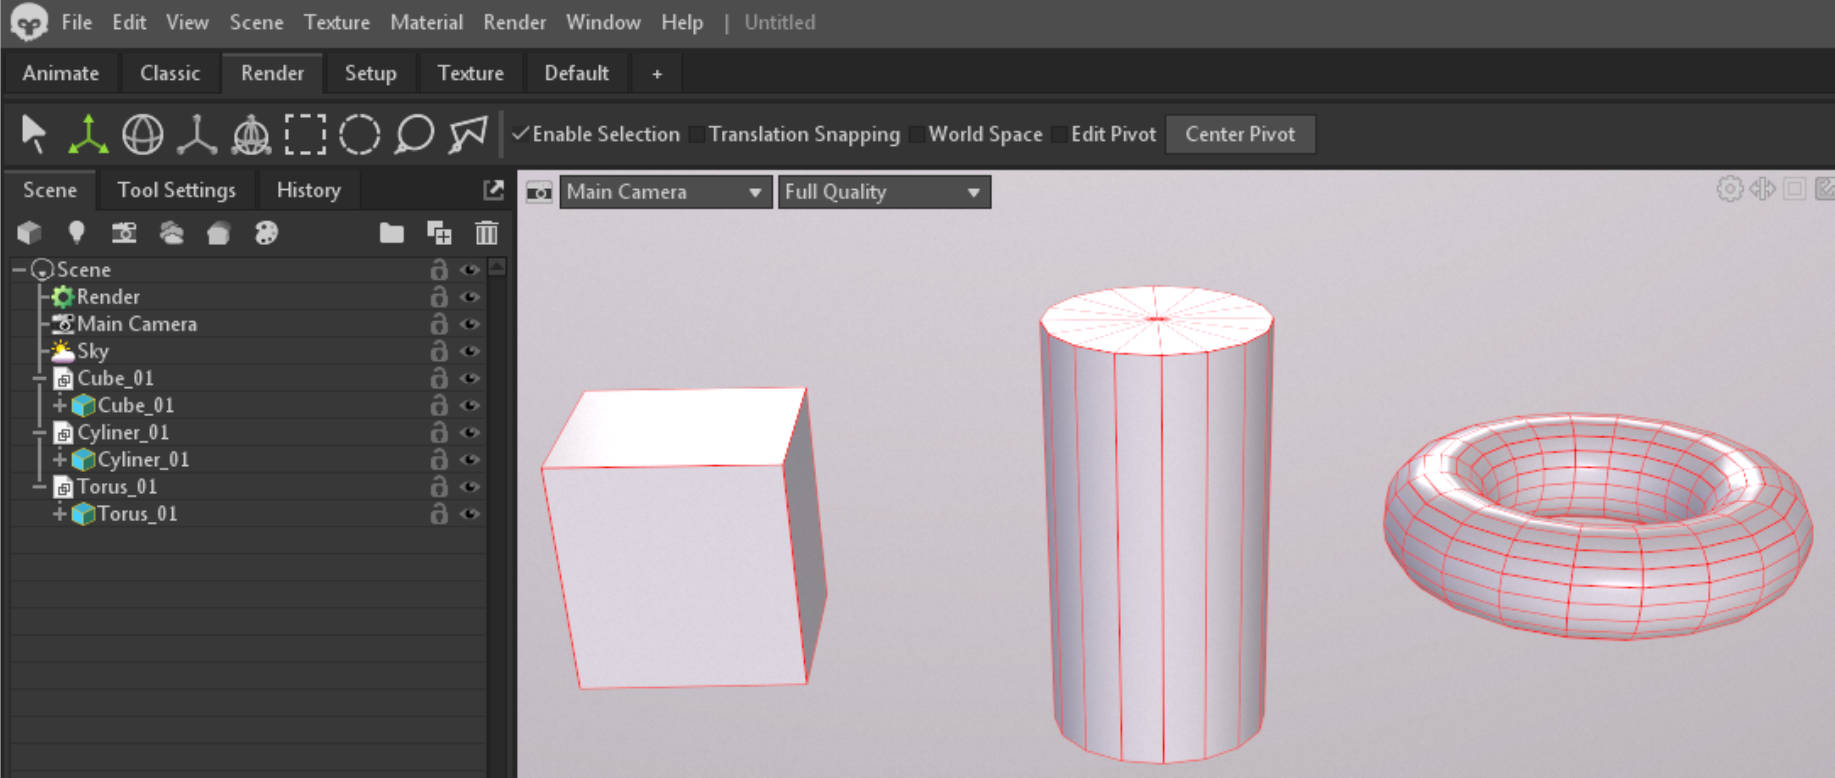 File Edit View Scene Texture Material Render Window Help | Untitled
Animate Classic Render Setup Texture Default +
Enable Selection Translation Snapping World Space Edit Pivot Center Pivot
Scene Tool Settings History
Main Camera Full Quality
Scene
Render
Main Camera
Sky
Cube_01
Cube_01
Cyliner_01
Cyliner_01
Torus_01
Torus_01